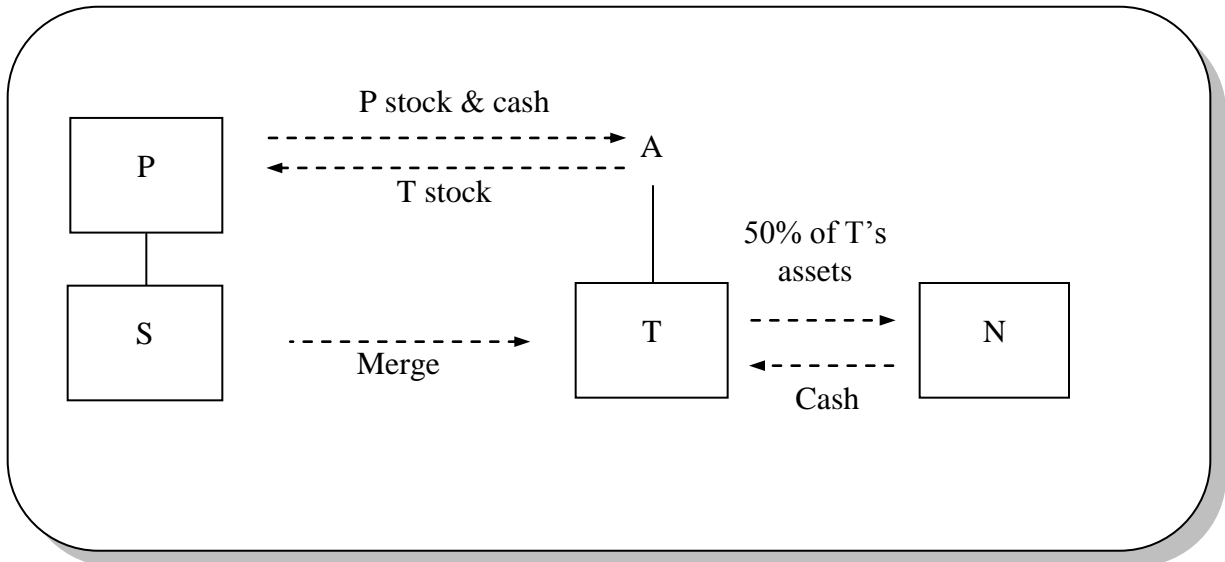 P stock & cash
P
A
T stock
50% of T’s
assets
S
Merge
T
N
Cash